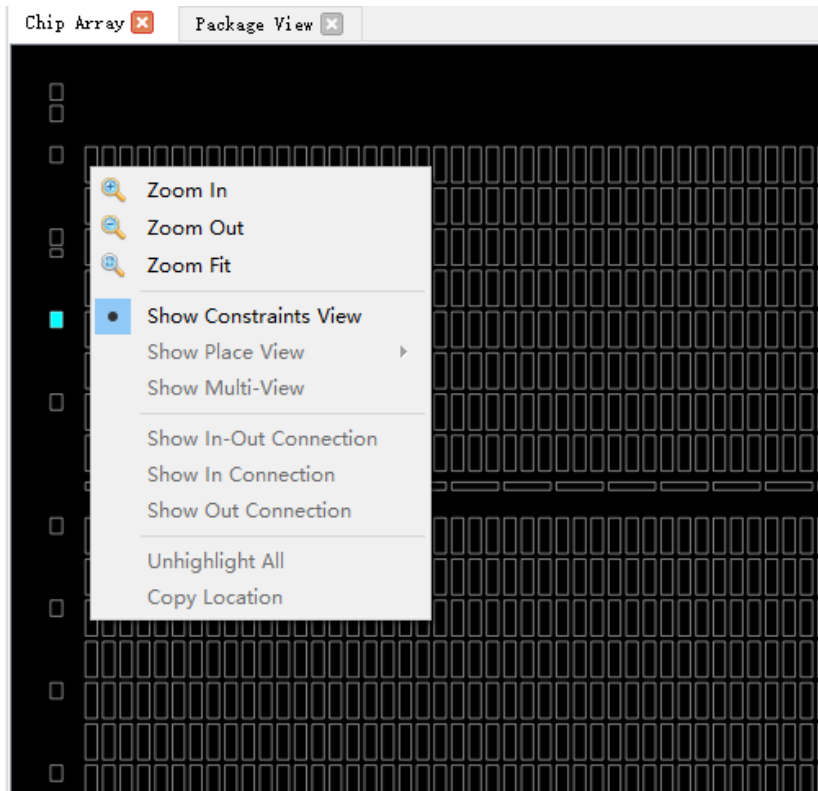 Chip Array Package View
Zoom In
Zoom Out
Zoom Fit
Show Constraints View
Show Place View
Show Multi-View
Show In-Out Connection
Show In Connection
Show Out Connection
Unhighlight All
Copy Location